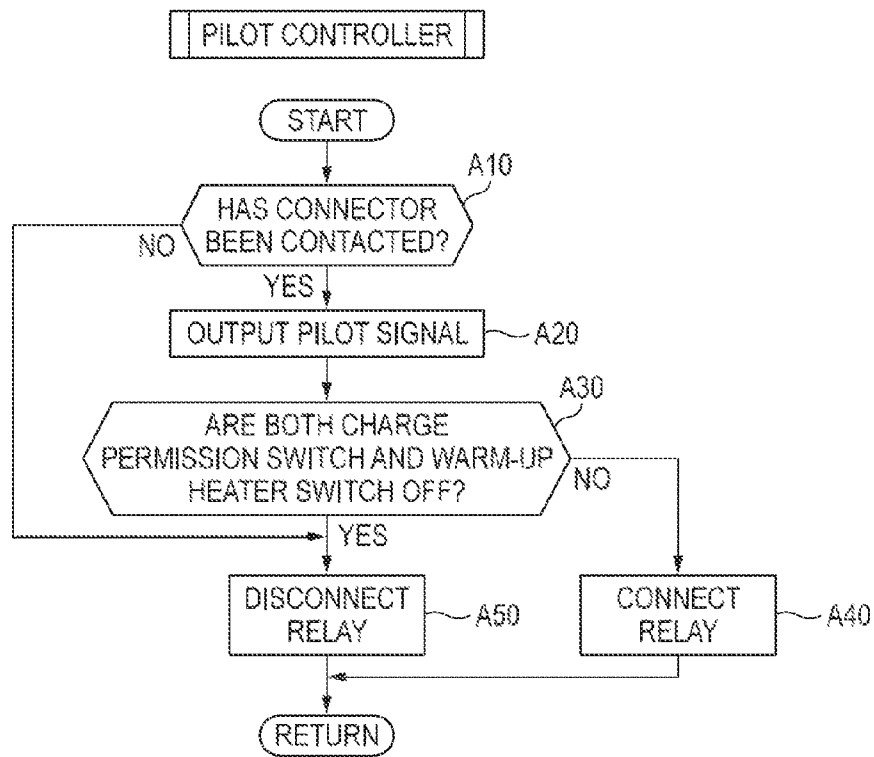 PILOT CONTROLLER
START
A10
HAS CONNECTOR
BEEN CONTACTED?
NO
YES
OUTPUT PILOT SIGNAL
A20
A30
ARE BOTH CHARGE
PERMISSION SWITCH AND WARM-UP
HEATER SWITCH OFF?
NO
YES
DISCONNECT
RELAY
A50
CONNECT
RELAY
A40
RETURN